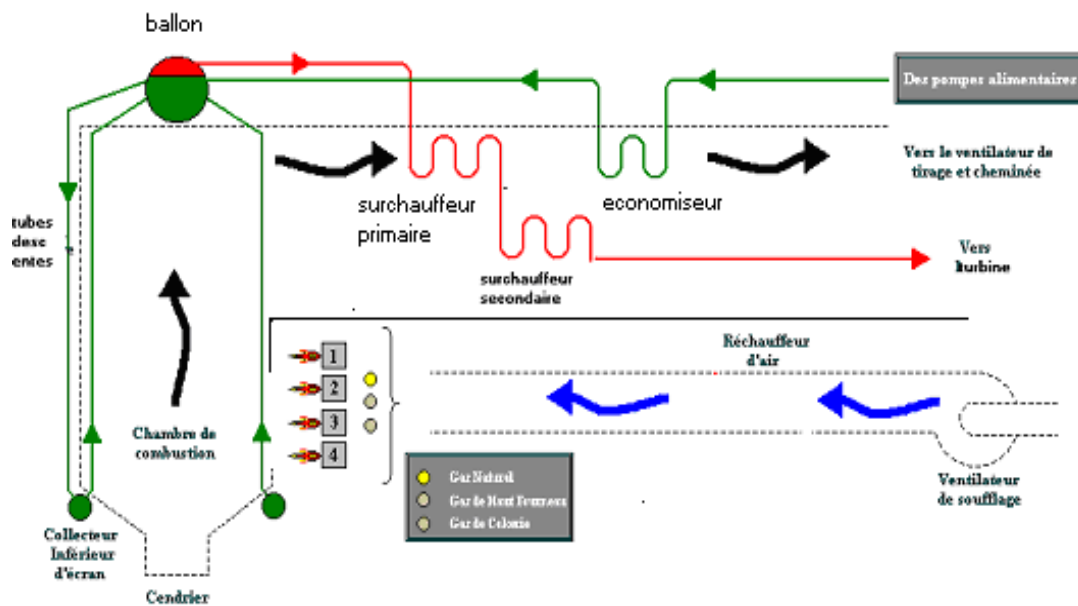 ballon
Des pompes alimentaires
Vers le ventilateur de
tirage et cheminée
surchauffeur
primaire
economiseur
tubes
desc
entes
Vers
turbine
surchauffeur
secondaire
1
2
3
4
Réchauffeur
d'air
Chambre de
combustion
Gaz Naturel
Gaz de Haut Fourneau
Gaz de Cokerie
Ventilateur
de soufflage
Collecteur
Inférieur
d'écran
Cendrier